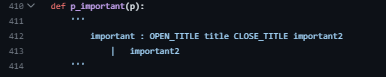 410 def p_important(p):
411 '''
412 important : OPEN_TITLE title CLOSE_TITLE important2
413 | important2
414 '''